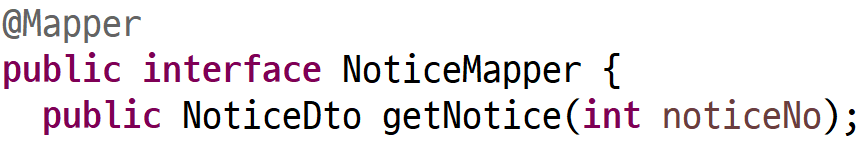 @Mapper
public interface NoticeMapper {
  public NoticeDto getNotice(int noticeNo);